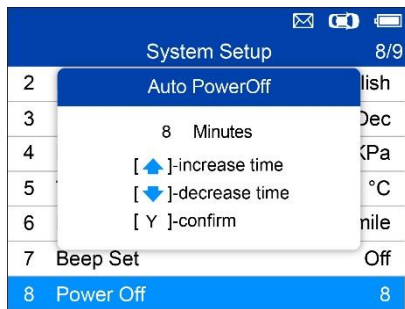 System Setup 8/9
2 lish
Auto PowerOff
3 Dec
8 Minutes
4 KPa
[ ]-increase time
5 °C
[ ]-decrease time
6 mile
[ Y ]-confirm
7 Beep Set Off
8 Power Off 8